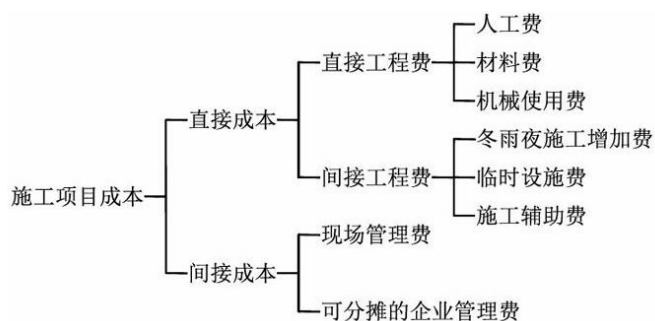 人工费
直接工程费
材料费
机械使用费
直接成本
冬雨夜施工增加费
间接工程费
临时设施费
施工辅助费
施工项目成本
现场管理费
间接成本
可分摊的企业管理费